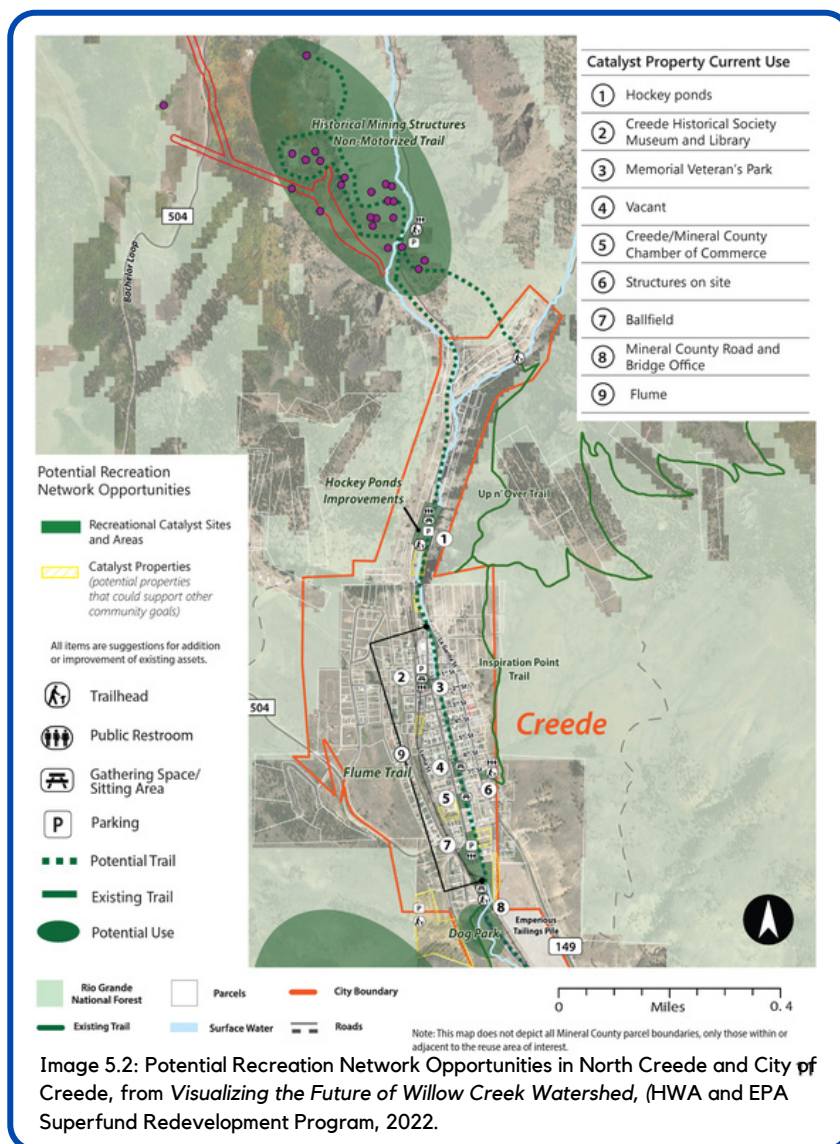 Catalyst Property Current Use
1 Hockey ponds
2 Creede Historical Society
Museum and Library
3 Memorial Veteran's Park
4 Vacant
5 Creede/Mineral County
Chamber of Commerce
6 Structures on site
7 Ballfield
8 Mineral County Road and
Bridge Office
9 Flume
Historical Mining Structures
Non-Motorized Trail
504
Bachelor Loop
P
Hockey Ponds
Improvements
Up n' Over Trail
P
1
Potential Recreation
Network Opportunities
Recreational Catalyst Sites
and Areas
Catalyst Properties
(potential properties
that could support other
community goals)
All items are suggestions for addition
or improvement of existing assets.
Trailhead
Public Restroom
Gathering Space/
Sitting Area
P Parking
Potential Trail
Existing Trail
Potential Use
Inspiration Point
Trail
P
2
3
504
Creede
9
Flume Trail
4
5
6
7
P
8
P
Emperious
Tailings Pile
Dog Park
149
Rio Grande
National Forest
Parcels
City Boundary
Existing Trail
Surface Water
Roads
0 Miles 0.4
Note: This map does not depict all Mineral County parcel boundaries, only those within or
adjacent to the reuse area of interest.
Image 5.2: Potential Recreation Network Opportunities in North Creede and City of
Creede, from Visualizing the Future of Willow Creek Watershed, (HWA and EPA
Superfund Redevelopment Program, 2022.